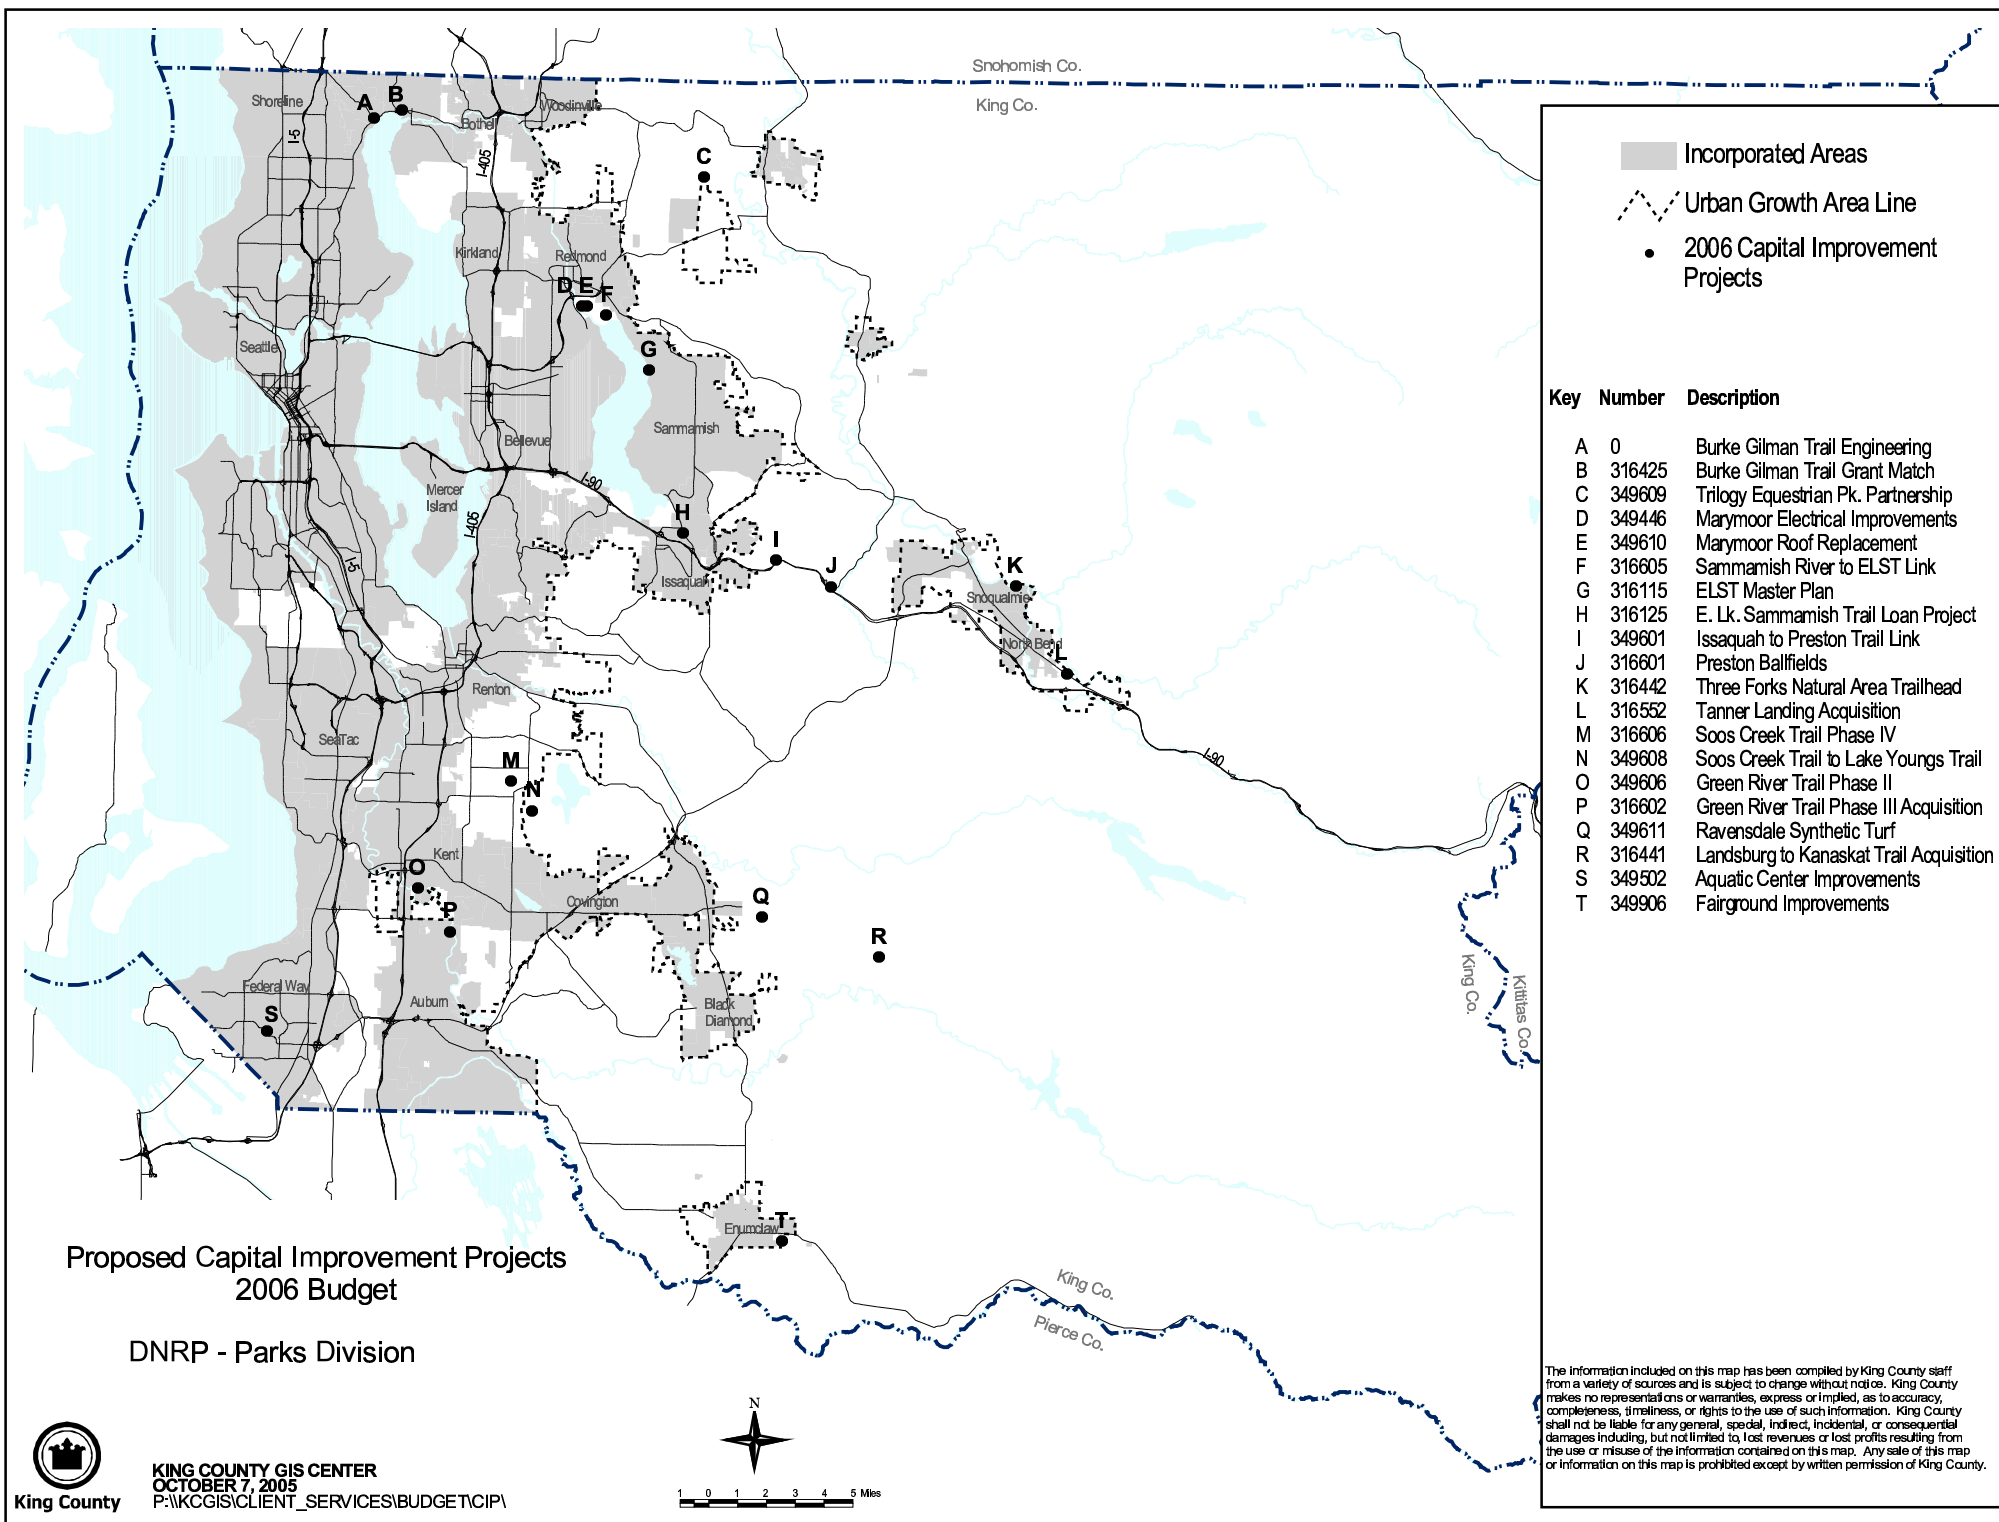 Snohomish Co.
King Co.
Shoreline
A
B
Bothell
Woodinville
I-5
I-405
C
Kirkland
Redmond
D
E
F
Seattle
G
Sammamish
Bellevue
I-90
Mercer
Island
I-405
H
I
J
K
I-5
Issaquah
Snoqualmie
North Bend
L
Renton
SeaTac
M
N
I-90
Kent
O
P
Covington
Q
R
King Co.
Kittitas Co.
Federal Way
S
Auburn
Black
Diamond
T
Enumclaw
King Co.
Pierce Co.
Incorporated Areas
Urban Growth Area Line
2006 Capital Improvement
Projects
Key Number Description
A 0 Burke Gilman Trail Engineering
B 316425 Burke Gilman Trail Grant Match
C 349609 Trilogy Equestrian Pk. Partnership
D 349446 Marymoor Electrical Improvements
E 349610 Marymoor Roof Replacement
F 316605 Sammamish River to ELST Link
G 316115 ELST Master Plan
H 316125 E. Lk. Sammamish Trail Loan Project
I 349601 Issaquah to Preston Trail Link
J 316601 Preston Ballfields
K 316442 Three Forks Natural Area Trailhead
L 316552 Tanner Landing Acquisition
M 316606 Soos Creek Trail Phase IV
N 349608 Soos Creek Trail to Lake Youngs Trail
O 349606 Green River Trail Phase II
P 316602 Green River Trail Phase III Acquisition
Q 349611 Ravensdale Synthetic Turf
R 316441 Landsburg to Kanaskat Trail Acquisition
S 349502 Aquatic Center Improvements
T 349906 Fairground Improvements
Proposed Capital Improvement Projects
2006 Budget
DNRP - Parks Division
King County
KING COUNTY GIS CENTER
OCTOBER 7, 2005
P:\\KCGIS\CLIENT_SERVICES\BUDGET\CIP\
N
1 0 1 2 3 4 5 Miles
The information included on this map has been compiled by King County staff
from a variety of sources and is subject to change without notice. King County
makes no representations or warranties, express or implied, as to accuracy,
completeness, timeliness, or rights to the use of such information. King County
shall not be liable for any general, special, indirect, incidental, or consequential
damages including, but not limited to, lost revenues or lost profits resulting from
the use or misuse of the information contained on this map. Any sale of this map
or information on this map is prohibited except by written permission of King County.